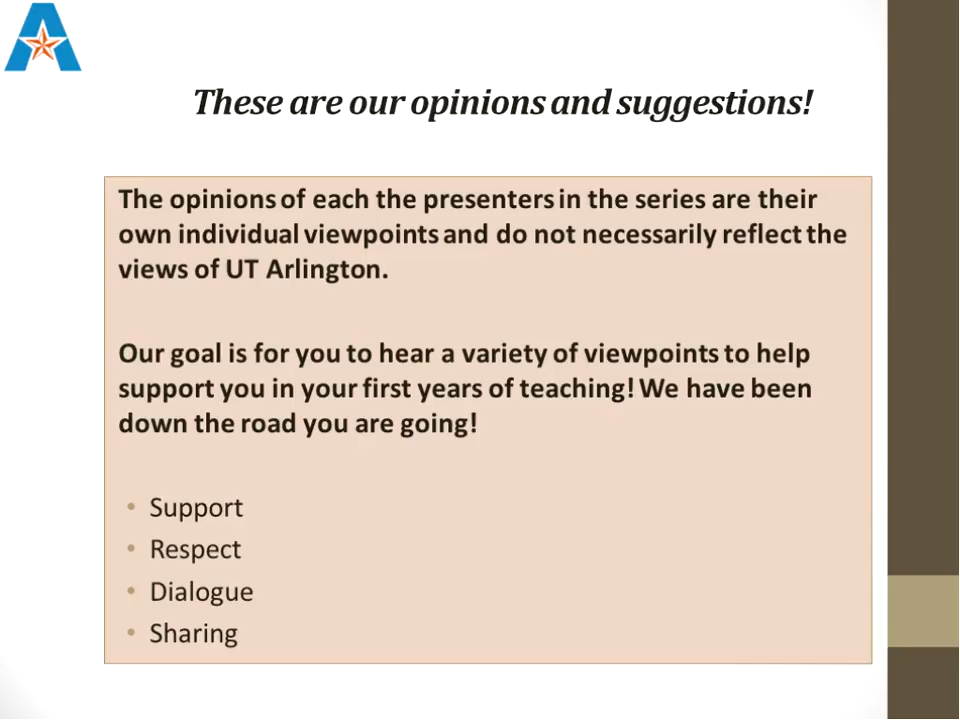 These are our opinions and suggestions!
The opinions of each the presenters in the series are their
own individual viewpoints and do not necessarily reflect the
views of UT Arlington.
Our goal is for you to hear a variety of viewpoints to help
support you in your first years of teaching! We have been
down the road you are going!
• Support
• Respect
• Dialogue
• Sharing